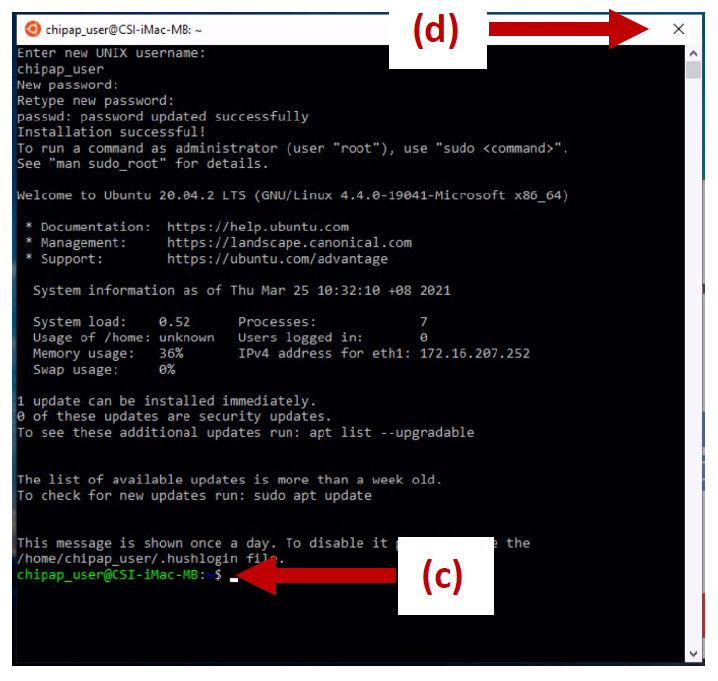 chipap_user@CSI-iMac-MB: ~
(d)
Enter new UNIX username:
chipap_user
New password:
Retype new password:
passwd: password updated successfully
Installation successful!
To run a command as administrator (user "root"), use "sudo <command>".
See "man sudo_root" for details.
Welcome to Ubuntu 20.04.2 LTS (GNU/Linux 4.4.0-19041-Microsoft x86_64)
* Documentation: https://help.ubuntu.com
* Management: https://landscape.canonical.com
* Support: https://ubuntu.com/advantage
System information as of Thu Mar 25 10:32:10 +08 2021
System load: 0.52 Processes: 7
Usage of /home: unknown Users logged in: 0
Memory usage: 36% IPv4 address for eth1: 172.16.207.252
Swap usage: 0%
1 update can be installed immediately.
0 of these updates are security updates.
To see these additional updates run: apt list --upgradable
The list of available updates is more than a week old.
To check for new updates run: sudo apt update
This message is shown once a day. To disable it the
/home/chipap_user/.hushlogin file.
chipap_user@CSI-iMac-MB:~$
(c)